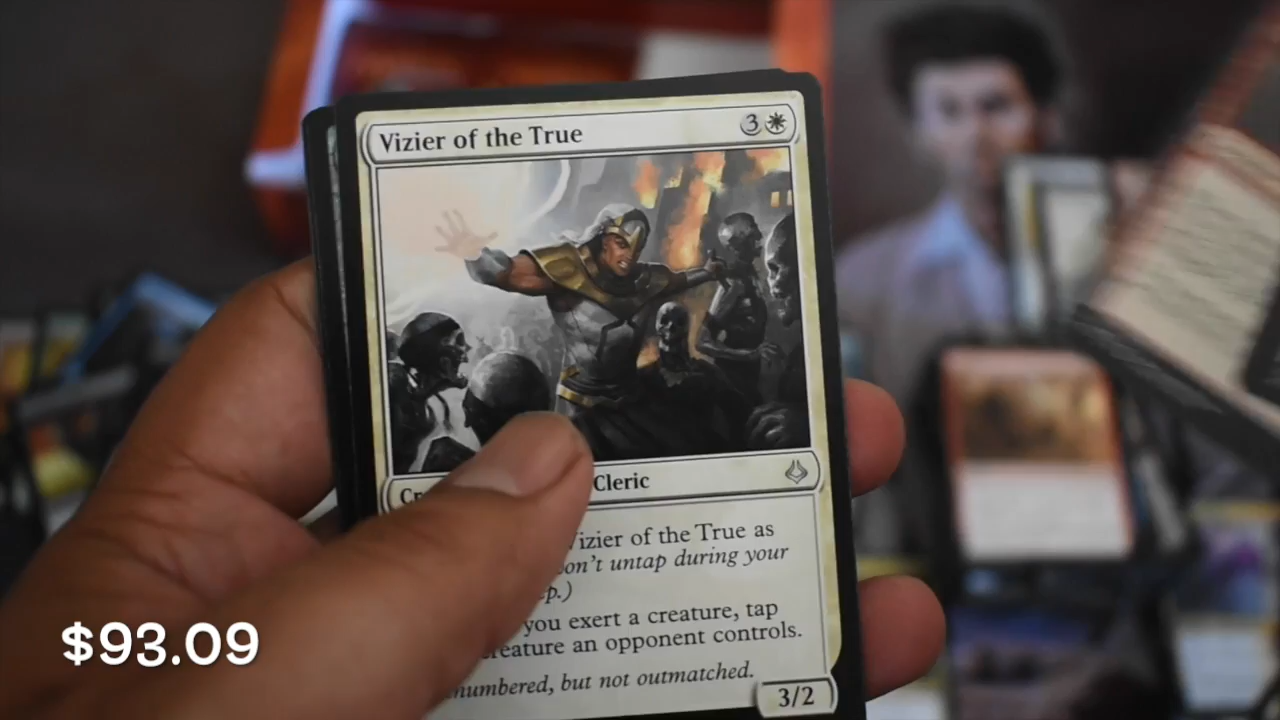 Vizier of the True 3
Cleric
Vizier of the True as
on't untap during your
p.)
you exert a creature, tap
creature an opponent controls.
numbered, but not outmatched.
3/2
$93.09